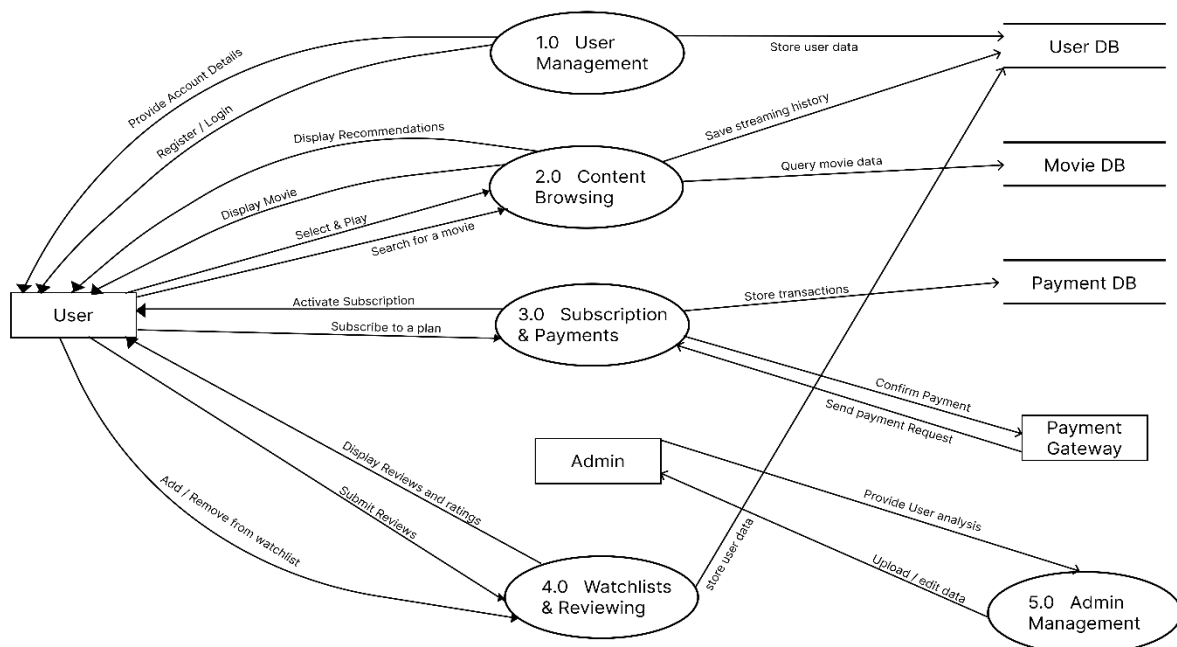 1.0 User
Management
Store user data
User DB
Provide Account Details
Register / Login
Display Recommendations
Save streaming history
2.0 Content
Browsing
Query movie data
Movie DB
Display Movie
Select & Play
Search for a movie
User
Activate Subscription
Subscribe to a plan
3.0 Subscription
& Payments
Store transactions
Payment DB
Confirm Payment
Send payment Request
Payment
Gateway
Admin
Provide User analysis
Upload / edit data
Display Reviews and ratings
Submit Reviews
Add / Remove from watchlist
store user data
4.0 Watchlists
& Reviewing
5.0 Admin
Management